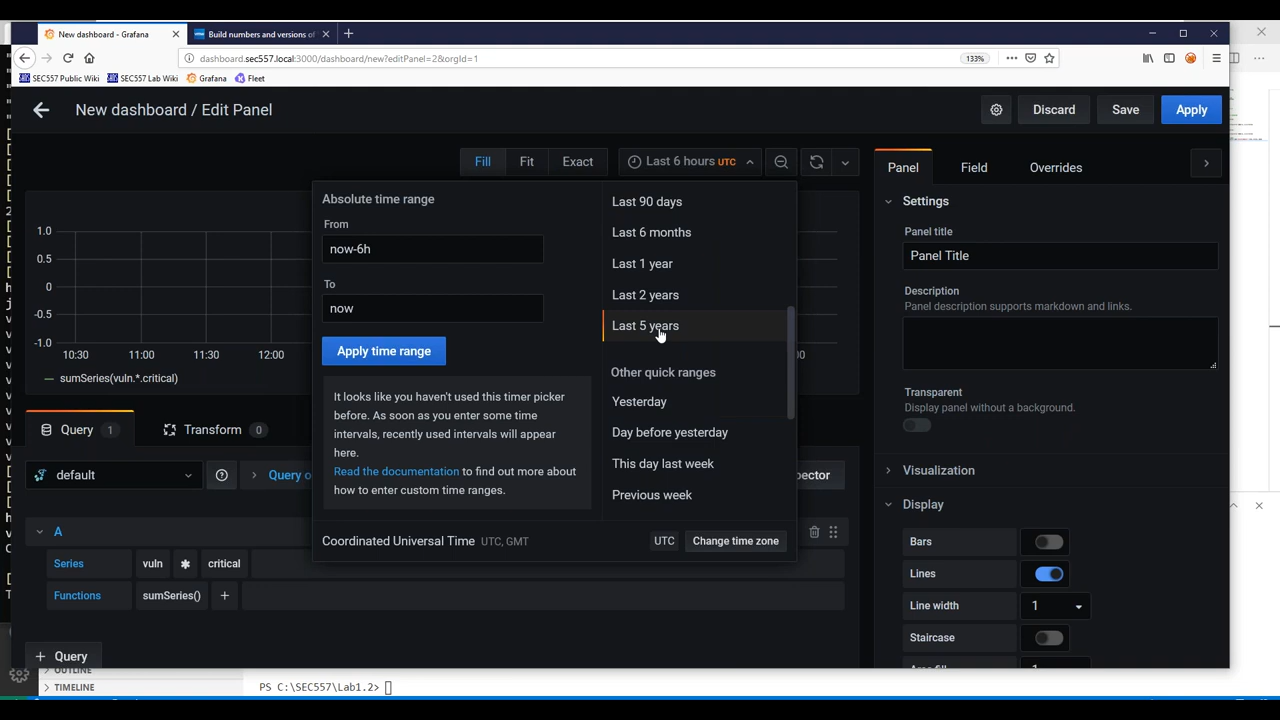 New dashboard - Grafana
Build numbers and versions of
dashboard.sec557.local:3000/dashboard/new?editPanel=2&orgId=1
133%
SEC557 Public Wiki
SEC557 Lab Wiki
Grafana
Fleet
New dashboard / Edit Panel
Discard
Save
Apply
Fill
Fit
Exact
Last 6 hours UTC
Panel
Field
Overrides
1.0
0.5
0
-0.5
-1.0
10:30
11:00
11:30
12:00
00
sumSeries(vuln.*.critical)
Absolute time range
From
now-6h
To
now
Apply time range
It looks like you haven't used this timer picker
before. As soon as you enter some time
intervals, recently used intervals will appear
here.
Read the documentation to find out more about
how to enter custom time ranges.
Last 90 days
Last 6 months
Last 1 year
Last 2 years
Last 5 years
Other quick ranges
Yesterday
Day before yesterday
This day last week
Previous week
Coordinated Universal Time UTC, GMT
UTC
Change time zone
Settings
Panel title
Panel Title
Description
Panel description supports markdown and links.
Transparent
Display panel without a background.
Visualization
Display
Bars
Lines
Line width
1
Staircase
Query 1
Transform 0
default
Query o
pector
A
Series
vuln
*
critical
Functions
sumSeries()
+
+ Query
OUTLINE
TIMELINE
PS C:\SEC557\Lab1.2>